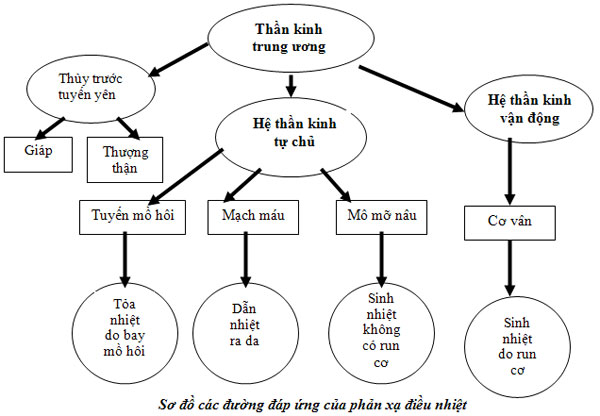 Thần kinh
trung ương
Thùy trước
tuyến yên
Hệ thần kinh
vận động
Hệ thần kinh
tự chủ
Giáp
Thượng
thận
Tuyến mồ hôi
Mạch máu
Mô mỡ nâu
Cơ vân
Tỏa
nhiệt
do bay
mồ hôi
Dẫn
nhiệt
ra da
Sinh
nhiệt
không
có run
cơ
Sinh
nhiệt
do run
cơ
Sơ đồ các đường đáp ứng của phản xạ điều nhiệt